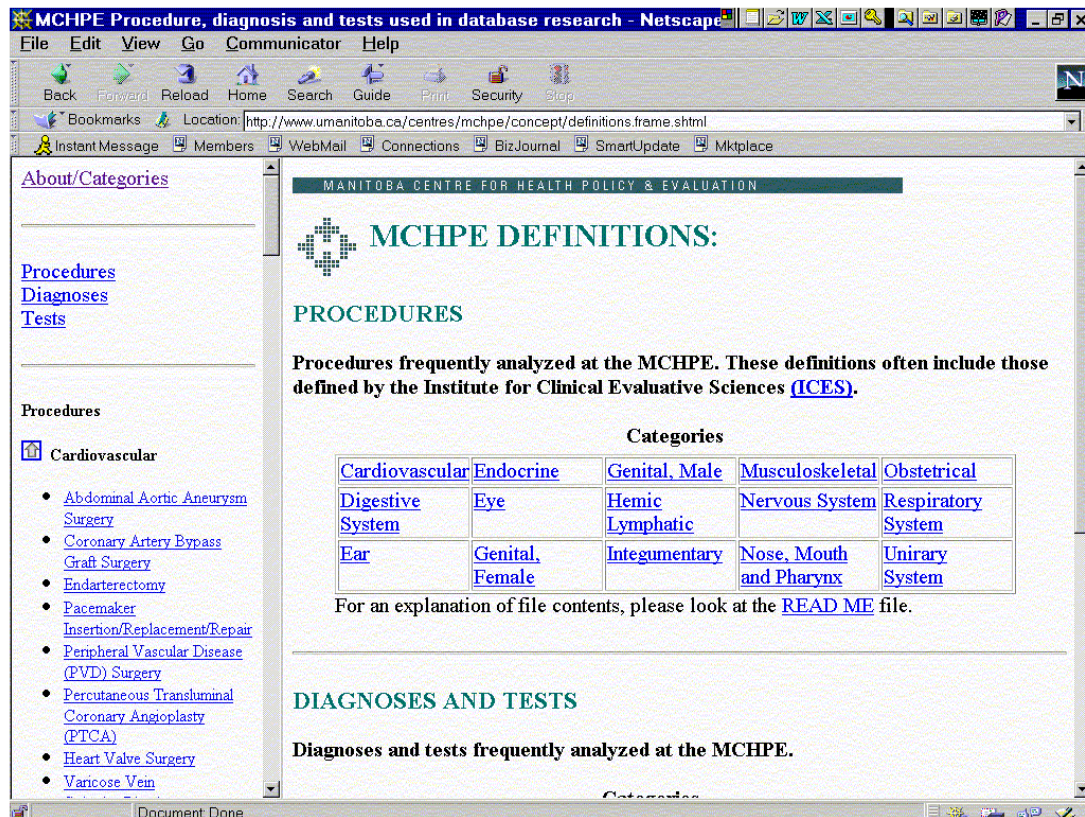 MCHPE Procedure, diagnosis and tests used in database research - Netscape
File Edit View Go Communicator Help
Back Forward Reload Home Search Guide Print Security Stop
N
Bookmarks Location: http://www.umanitoba.ca/centres/mchpe/concept/definitions.frame.shtml
Instant Message Members WebMail Connections BizJournal SmartUpdate Mktplace
About/Categories
Procedures
Diagnoses
Tests
Procedures
Cardiovascular
Abdominal Aortic Aneurysm
Surgery
Coronary Artery Bypass
Graft Surgery
Endarterectomy
Pacemaker
Insertion/Replacement/Repair
Peripheral Vascular Disease
(PVD) Surgery
Percutaneous Transluminal
Coronary Angioplasty
(PTCA)
Heart Valve Surgery
Varicose Vein
MANITOBA CENTRE FOR HEALTH POLICY & EVALUATION
MCHPE DEFINITIONS:
PROCEDURES
Procedures frequently analyzed at the MCHPE. These definitions often include those
defined by the Institute for Clinical Evaluative Sciences (ICES).
Categories
Cardiovascular Endocrine Genital, Male Musculoskeletal Obstetrical
Digestive Eye Hemic Nervous System Respiratory
System Lymphatic System
Ear Genital, Integumentary Nose, Mouth Unirary
Female and Pharynx System
For an explanation of file contents, please look at the READ ME file.
DIAGNOSES AND TESTS
Diagnoses and tests frequently analyzed at the MCHPE.
Categories
Document Done